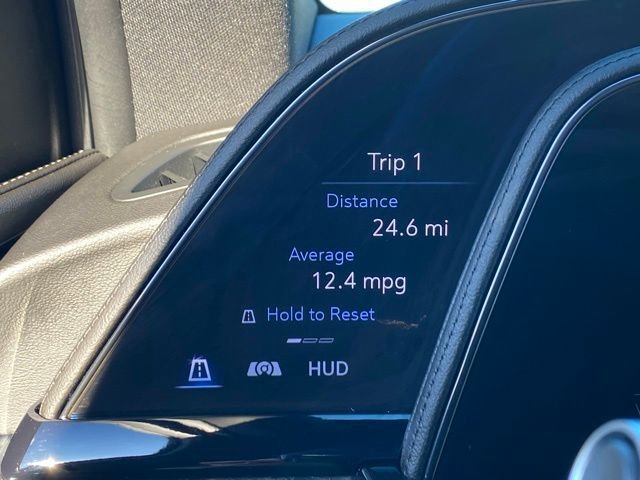 Trip 1
Distance
24.6 mi
Average
12.4 mpg
Hold to Reset
HUD